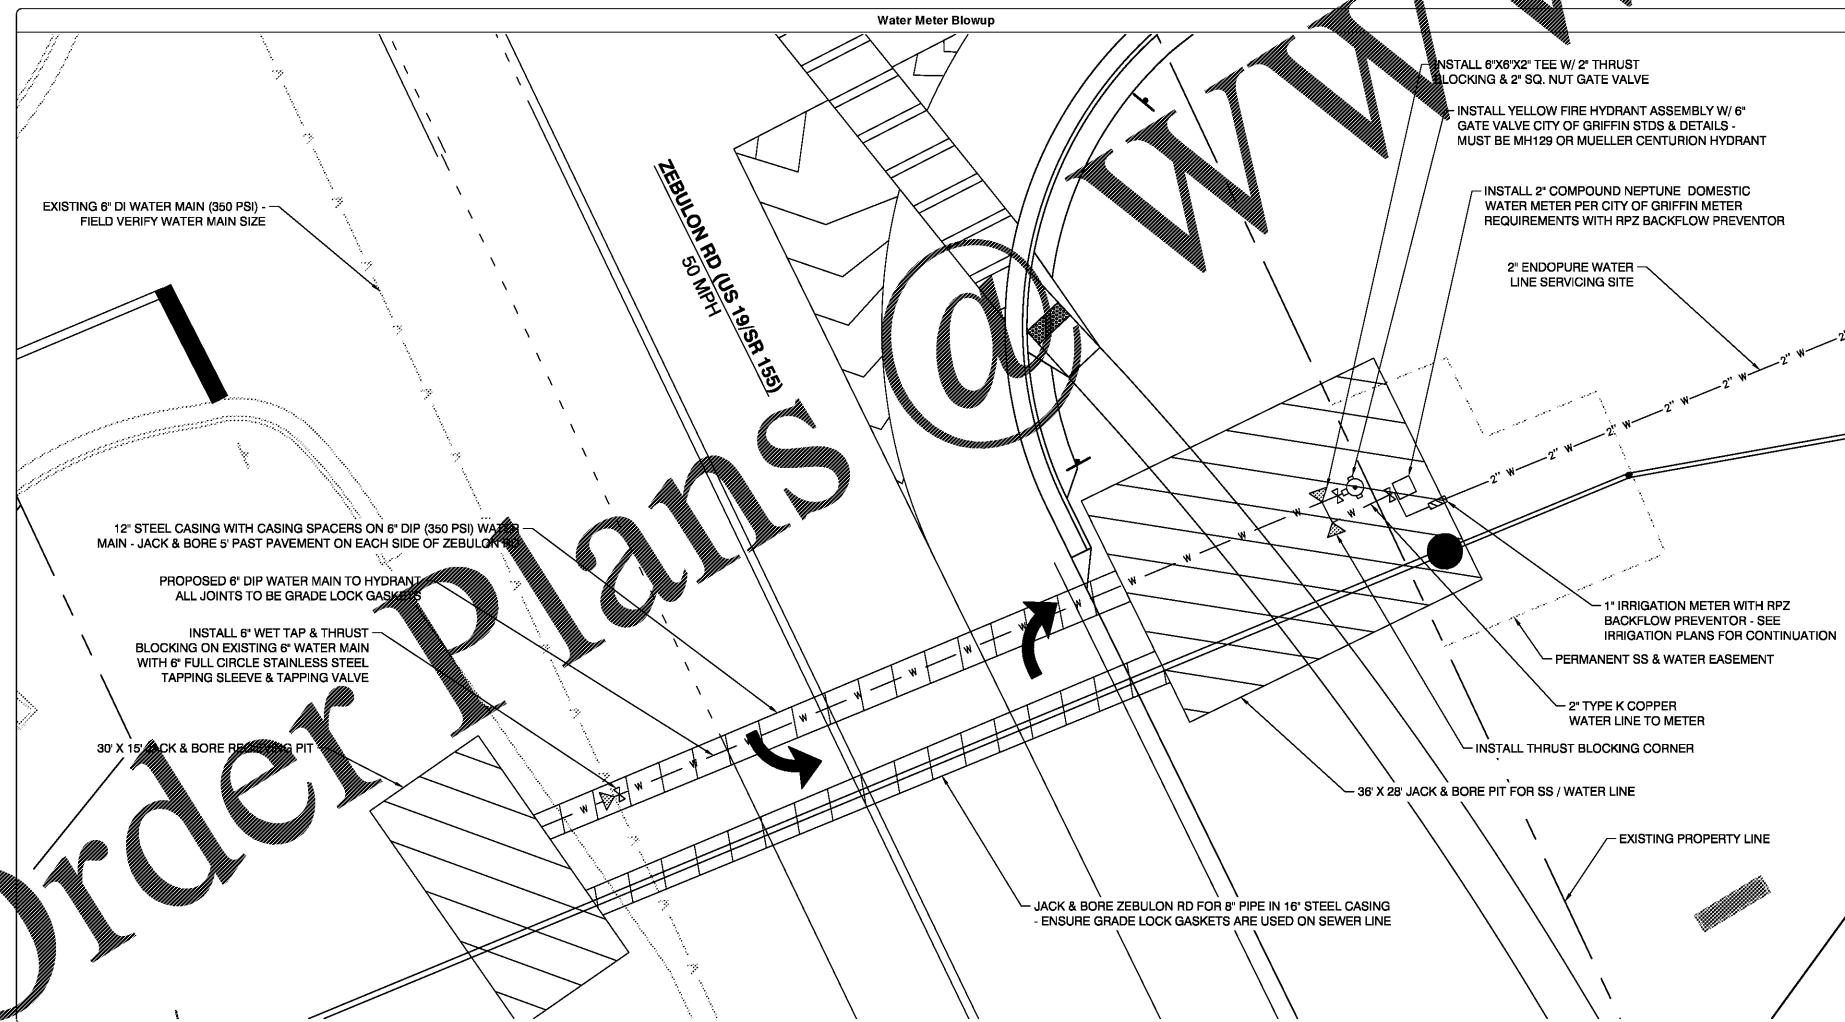 Water Meter Blowup
INSTALL 6"X6"X2" TEE W/ 2" THRUST
BLOCKING & 2" SQ. NUT GATE VALVE
INSTALL YELLOW FIRE HYDRANT ASSEMBLY W/ 6"
GATE VALVE CITY OF GRIFFIN STDS & DETAILS -
MUST BE MH129 OR MUELLER CENTURION HYDRANT
INSTALL 2" COMPOUND NEPTUNE DOMESTIC
WATER METER PER CITY OF GRIFFIN METER
REQUIREMENTS WITH RPZ BACKFLOW PREVENTOR
2" ENDOPURE WATER
LINE SERVICING SITE
EXISTING 6" DI WATER MAIN (350 PSI) -
FIELD VERIFY WATER MAIN SIZE
ZEBULON RD (US 19/SR 155)
50 MPH
12" STEEL CASING WITH CASING SPACERS ON 6" DIP (350 PSI) WATER
MAIN - JACK & BORE 5' PAST PAVEMENT ON EACH SIDE OF ZEBULON RD
PROPOSED 6" DIP WATER MAIN TO HYDRANT
ALL JOINTS TO BE GRADE LOCK GASKETS
INSTALL 6" WET TAP & THRUST
BLOCKING ON EXISTING 6" WATER MAIN
WITH 6" FULL CIRCLE STAINLESS STEEL
TAPPING SLEEVE & TAPPING VALVE
30' X 15' JACK & BORE RECIEVING PIT
1" IRRIGATION METER WITH RPZ
BACKFLOW PREVENTOR - SEE
IRRIGATION PLANS FOR CONTINUATION
PERMANENT SS & WATER EASEMENT
2" TYPE K COPPER
WATER LINE TO METER
INSTALL THRUST BLOCKING CORNER
36' X 28' JACK & BORE PIT FOR SS / WATER LINE
EXISTING PROPERTY LINE
JACK & BORE ZEBULON RD FOR 8" PIPE IN 16" STEEL CASING
- ENSURE GRADE LOCK GASKETS ARE USED ON SEWER LINE
2" W 2" W 2" W 2" W 2" W 2" W 2"
W W W W W W W W W W W W W W W
Order Plans @ www